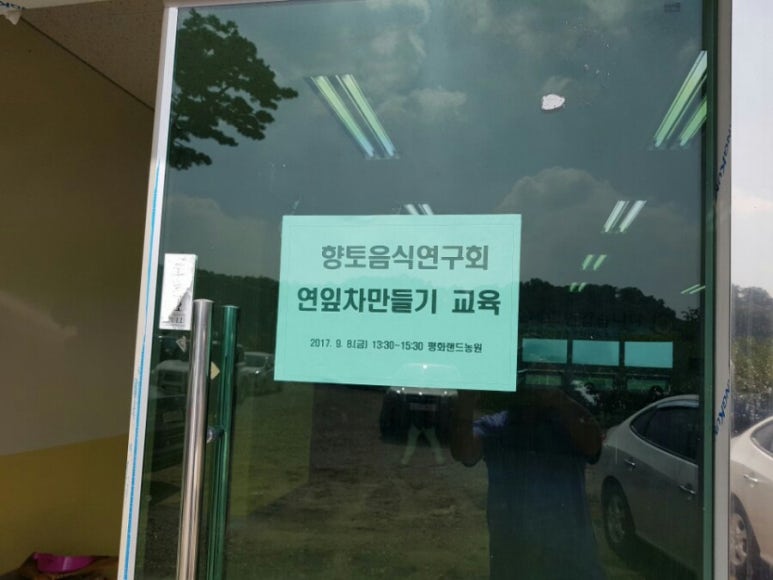 향토음식연구회
연잎차만들기 교육
2017. 9. 8.(금) 13:30~15:30 평화랜드농원